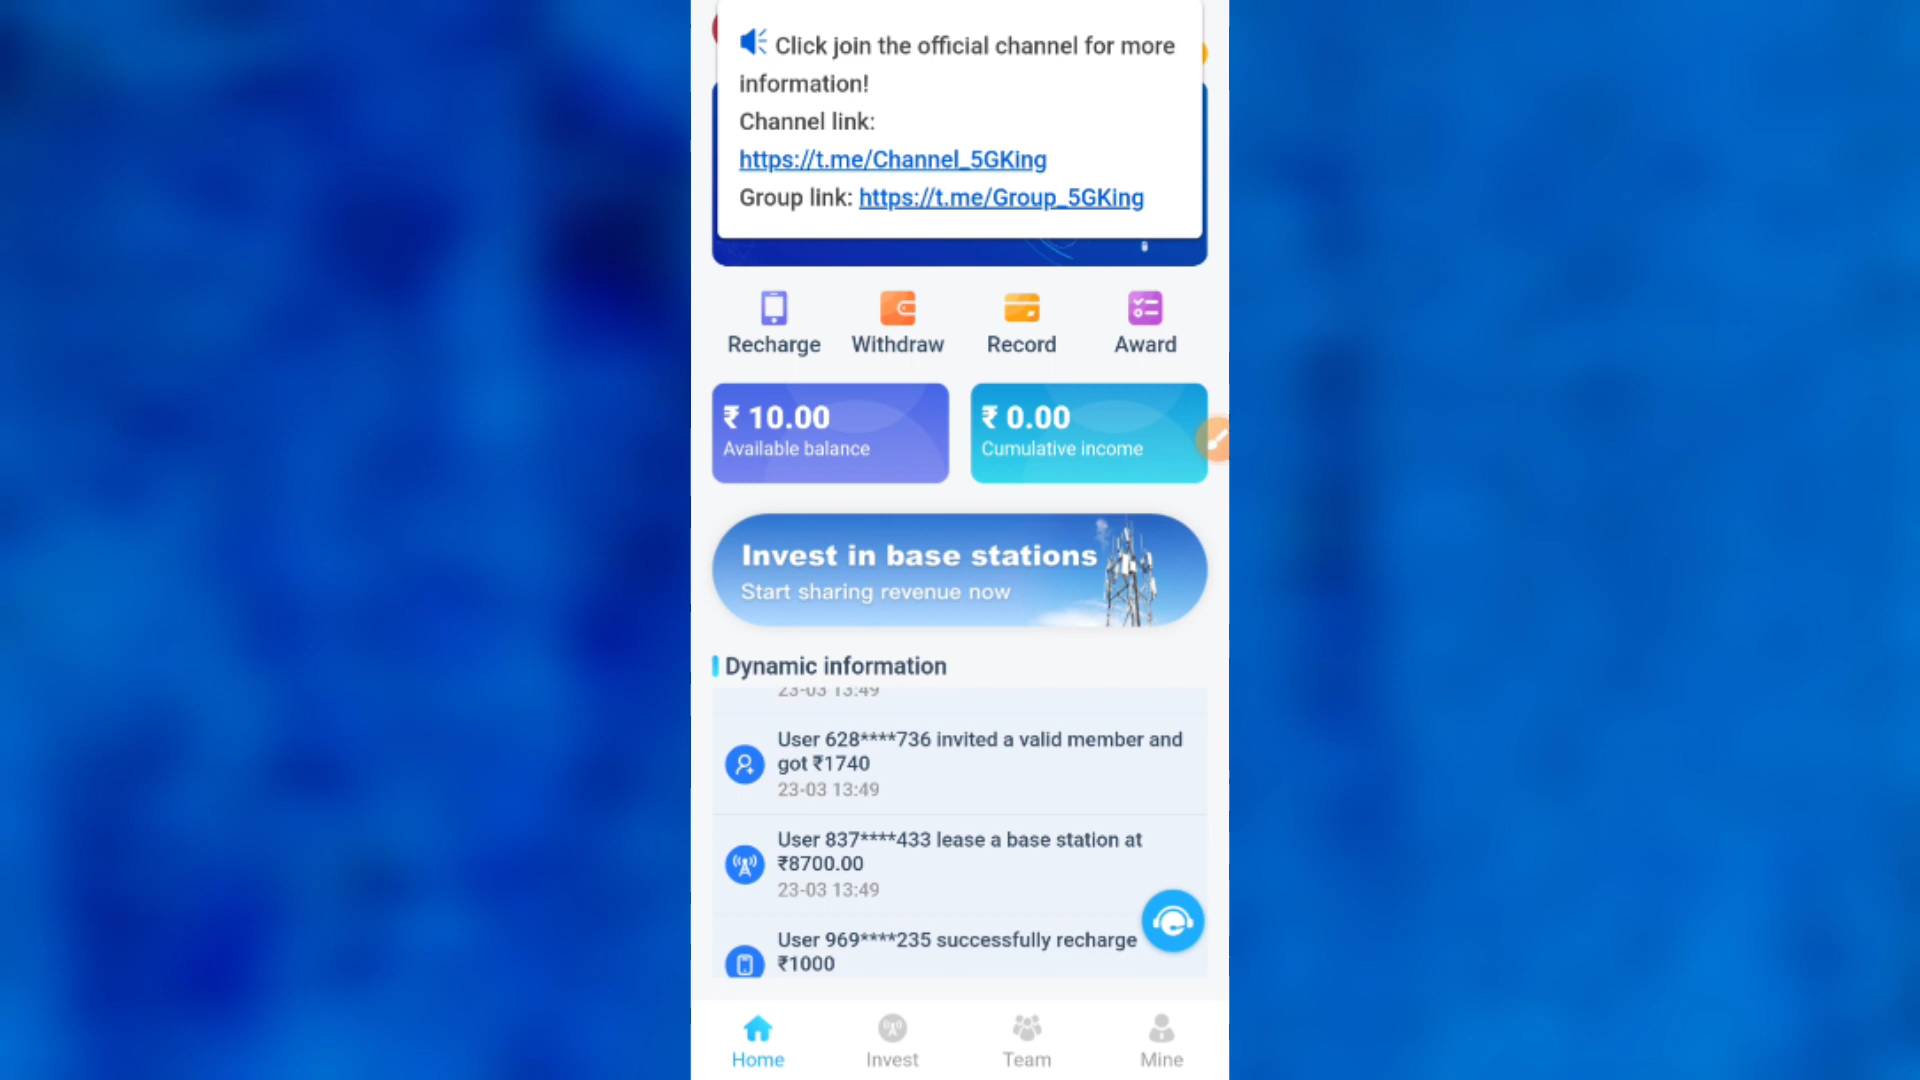 Click join the official channel for more
information!
Channel link:
https://t.me/Channel_5GKing
Group link: https://t.me/Group_5GKing
Recharge
Withdraw
Record
Award
₹ 10.00
Available balance
₹ 0.00
Cumulative income
Invest in base stations
Start sharing revenue now
Dynamic information
23-03 13:49
User 628****736 invited a valid member and
got ₹1740
23-03 13:49
User 837****433 lease a base station at
₹8700.00
23-03 13:49
User 969****235 successfully recharge
₹1000
Home
Invest
Team
Mine